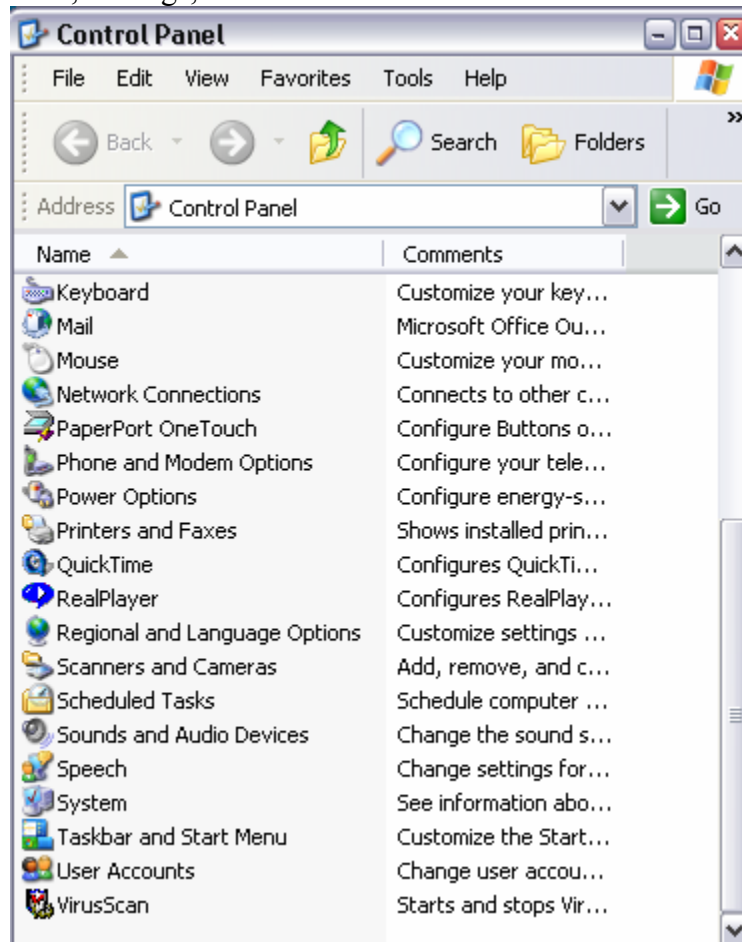 Control Panel
File Edit View Favorites Tools Help
Back Search Folders »
Address Control Panel Go
Name Comments
Keyboard Customize your key...
Mail Microsoft Office Ou...
Mouse Customize your mo...
Network Connections Connects to other c...
PaperPort OneTouch Configure Buttons o...
Phone and Modem Options Configure your tele...
Power Options Configure energy-s...
Printers and Faxes Shows installed prin...
QuickTime Configures QuickTi...
RealPlayer Configures RealPlay...
Regional and Language Options Customize settings ...
Scanners and Cameras Add, remove, and c...
Scheduled Tasks Schedule computer ...
Sounds and Audio Devices Change the sound s...
Speech Change settings for...
System See information abo...
Taskbar and Start Menu Customize the Start...
User Accounts Change user accou...
VirusScan Starts and stops Vir...